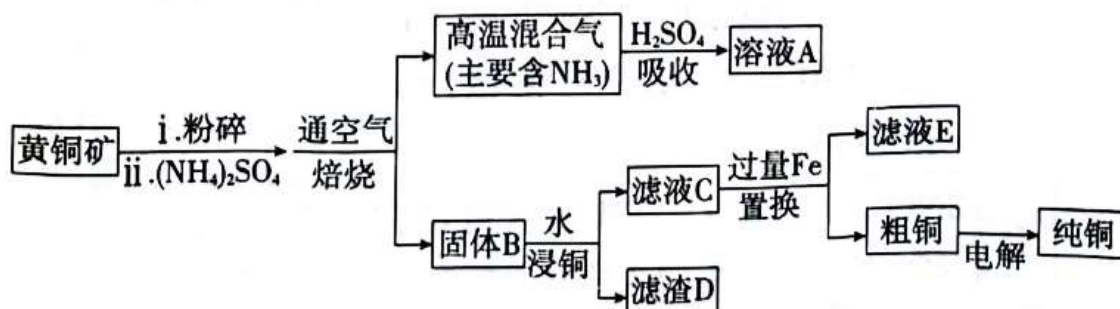 高温混合气
(主要含NH₃)
H₂SO₄
吸收
溶液A
黄铜矿
ⅰ.粉碎
ⅱ.(NH₄)₂SO₄
通空气
焙烧
固体B
水
浸铜
滤液C
滤渣D
过量Fe
置换
滤液E
粗铜
电解
纯铜